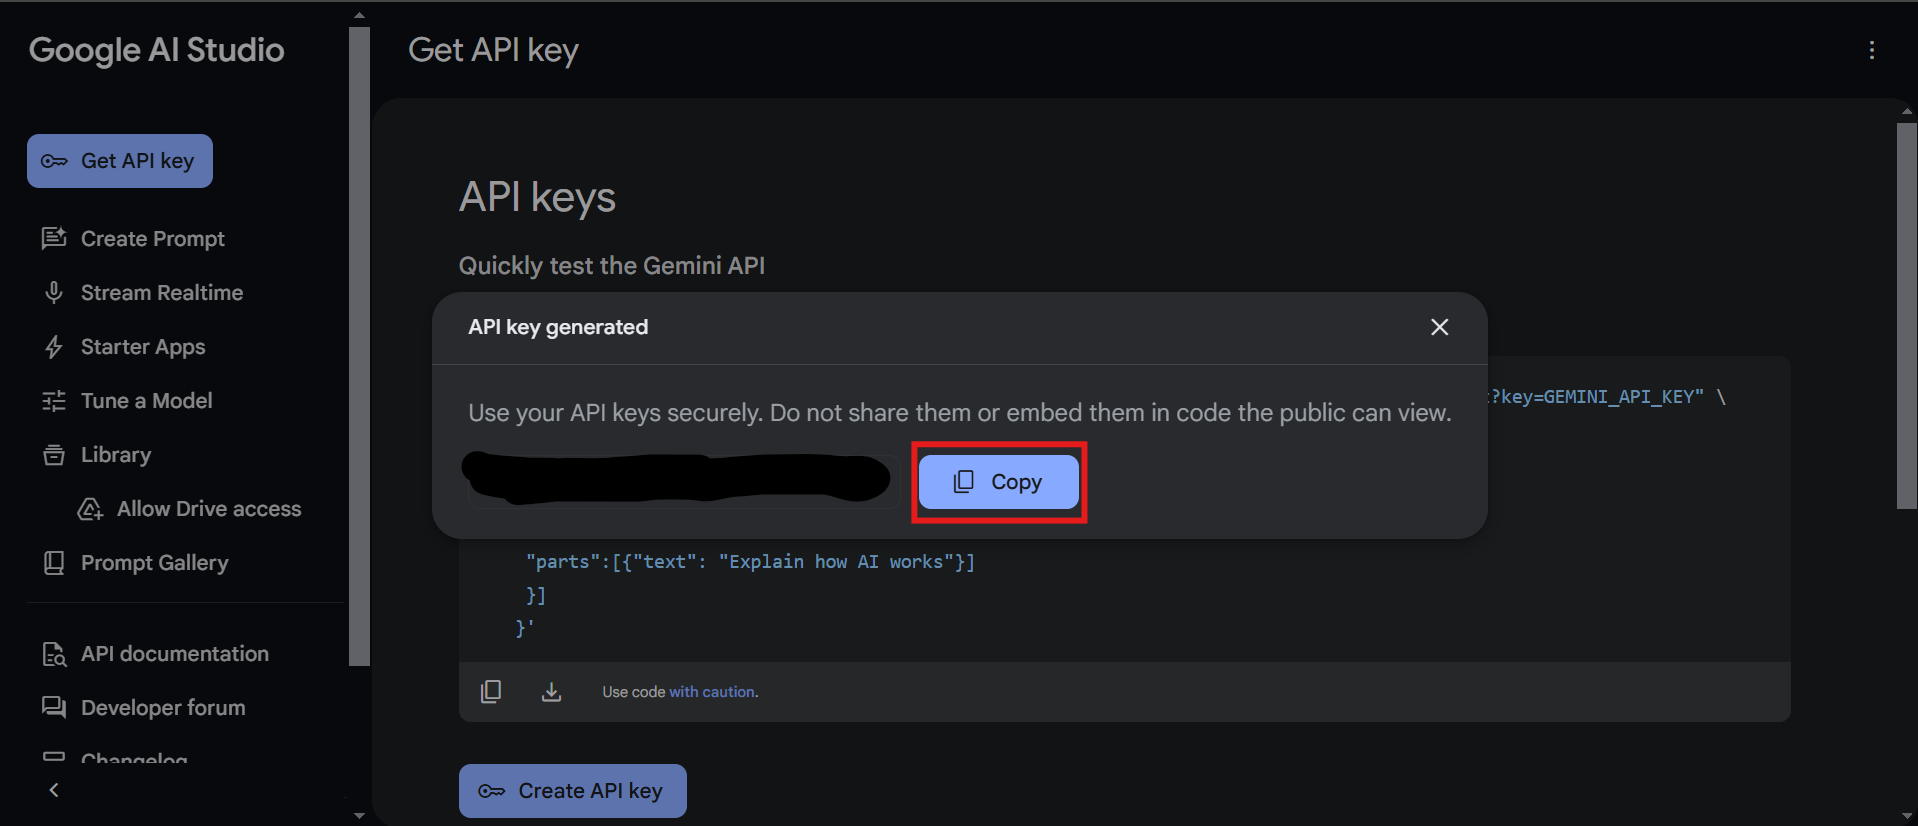 Google AI Studio
Get API key
Get API key
Create Prompt
Stream Realtime
Starter Apps
Tune a Model
Library
Allow Drive access
Prompt Gallery
API documentation
Developer forum
Changelog
API keys
Quickly test the Gemini API
API key generated
Use your API keys securely. Do not share them or embed them in code the public can view.
Copy
?key=GEMINI_API_KEY" \
"parts":[{"text": "Explain how AI works"}]
}]
}'
Use code with caution.
Create API key